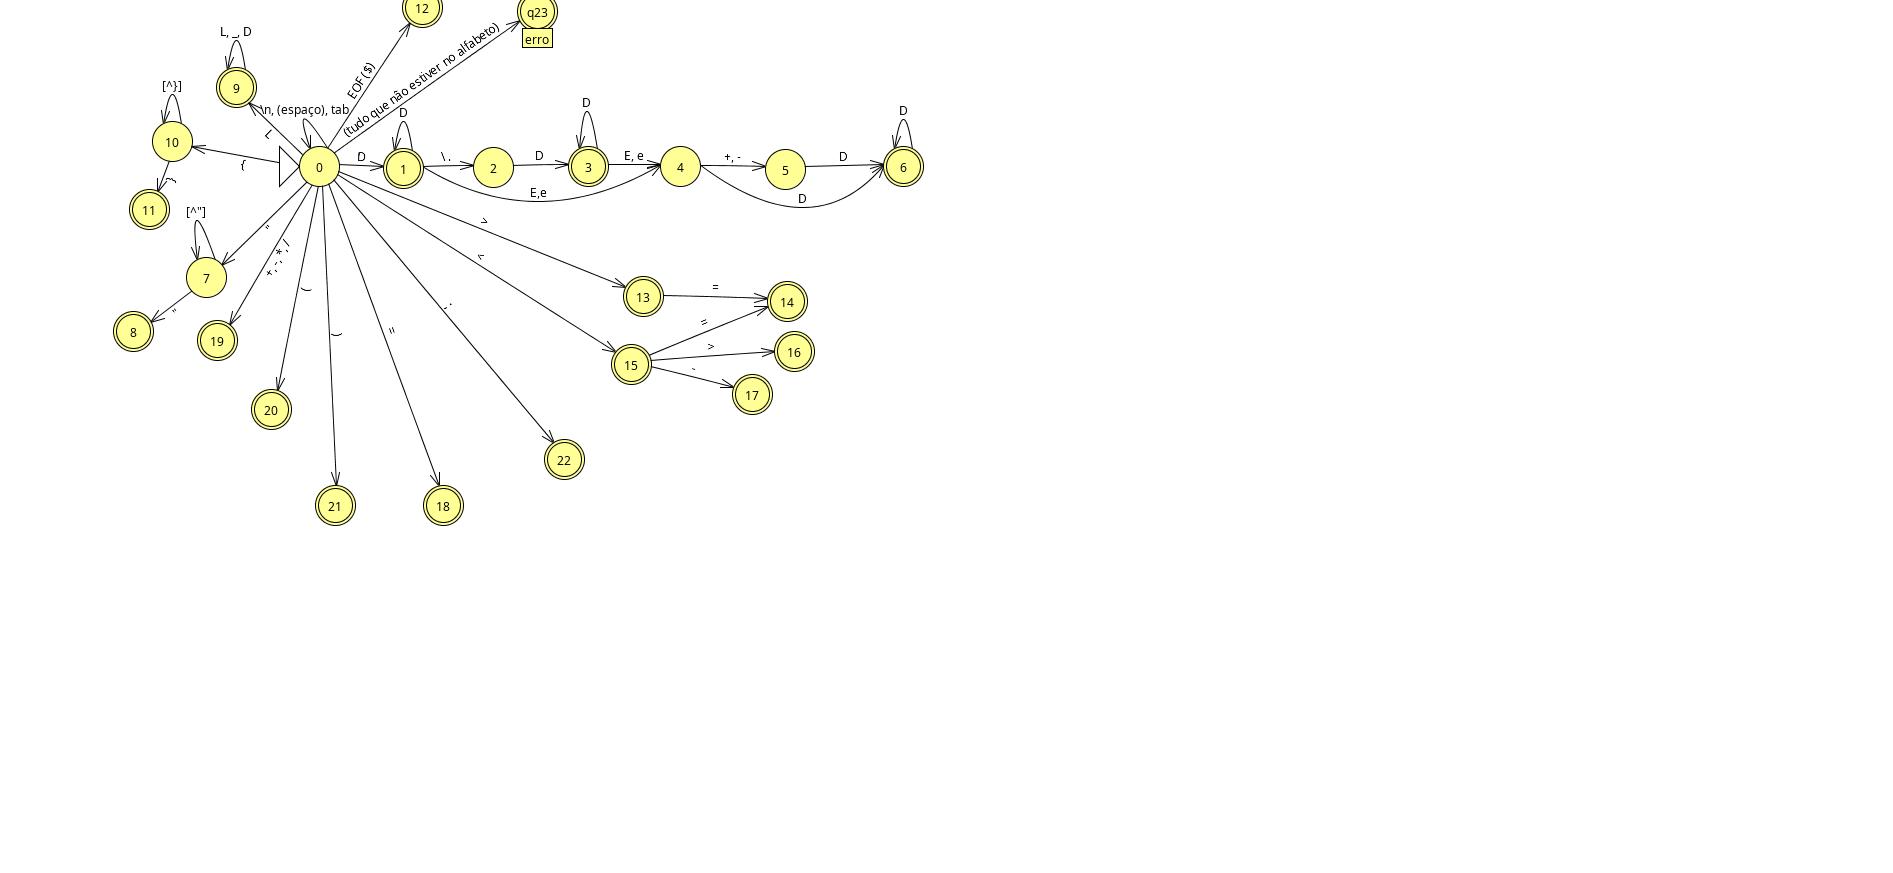 12
q23
erro
L, _, D
9
EOF ($)
(tudo que não estiver no alfabeto)
[^}]
10
L
\n, (espaço), tab
{
0
D
D
1
\.
2
D
D
3
E, e
E,e
4
+, -
5
D
D
D
6
}
11
[^"]
"
7
"
8
+, -, *, /
19
(
20
)
21
=
18
22
>
13
=
14
<
15
=
>
16
-
17